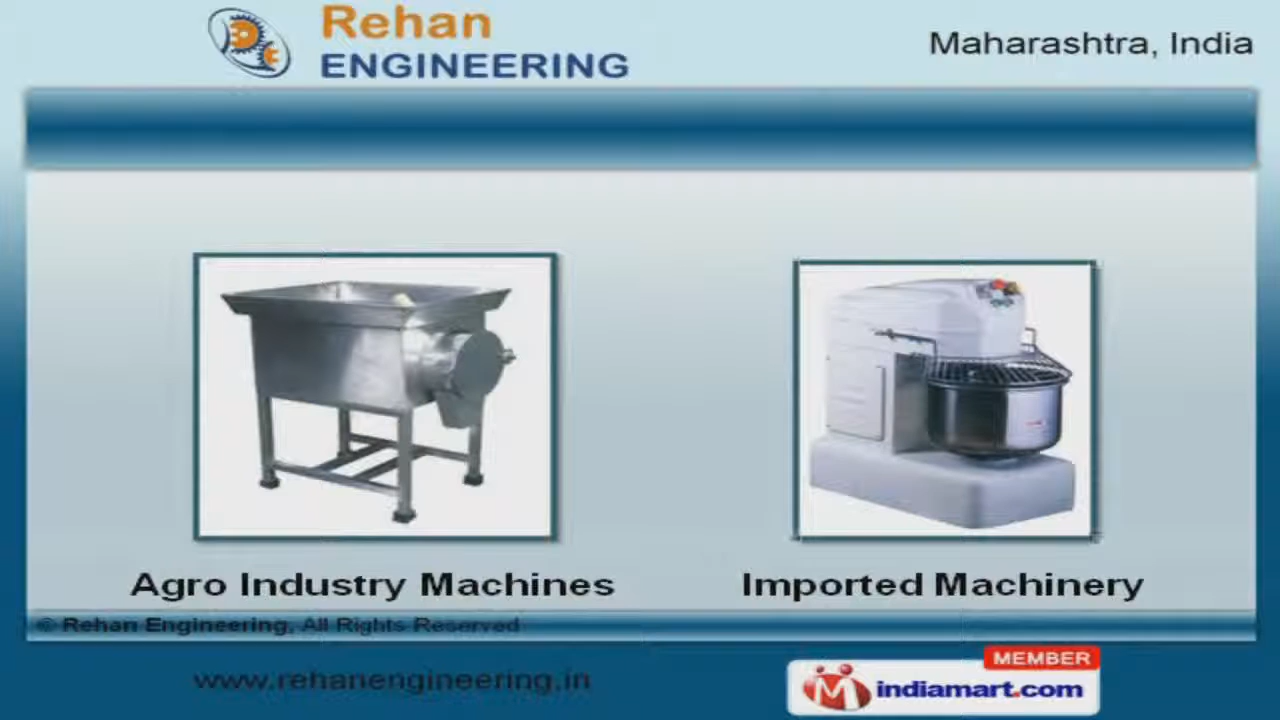 Rehan
ENGINEERING
Maharashtra, India
Agro Industry Machines
Imported Machinery
© Rehan Engineering, All Rights Reserved
www.rehanengineering.in
MEMBER
indiamart.com